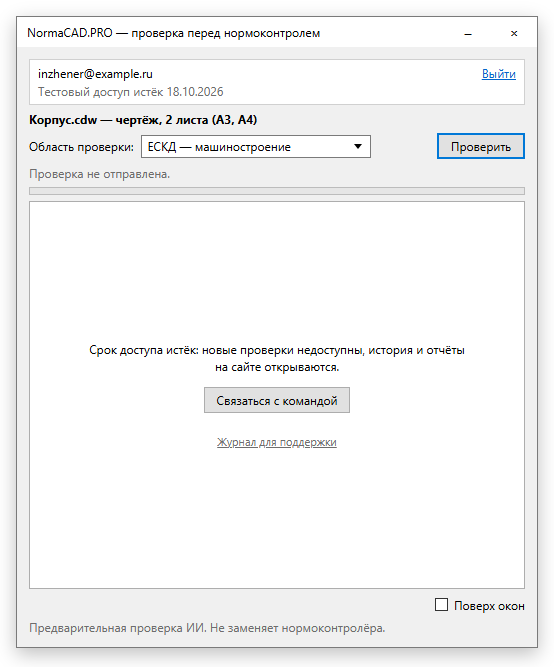 NormaCAD.PRO — проверка перед нормоконтролем
inzhener@example.ru
Выйти
Тестовый доступ истёк 18.10.2026
Корпус.cdw — чертёж, 2 листа (А3, А4)
Область проверки:
ЕСКД — машиностроение
Проверить
Проверка не отправлена.
Срок доступа истёк: новые проверки недоступны, история и отчёты
на сайте открываются.
Связаться с командой
Журнал для поддержки
Поверх окон
Предварительная проверка ИИ. Не заменяет нормоконтролёра.